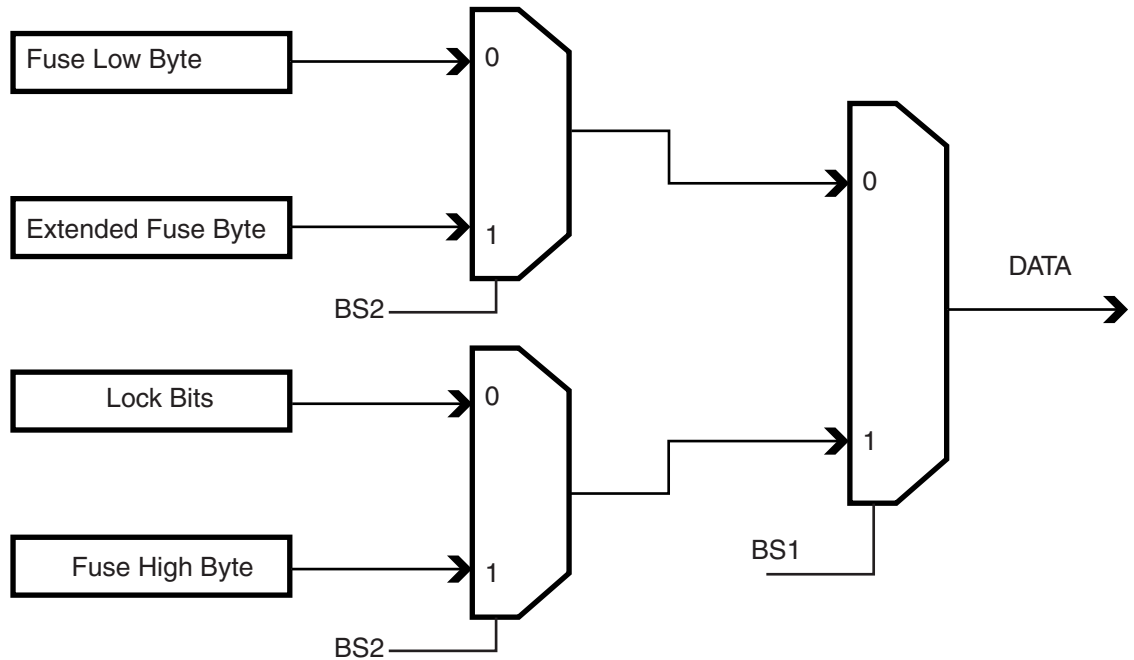 Fuse Low Byte
0
Extended Fuse Byte
1
BS2
Lock Bits
0
Fuse High Byte
1
BS2
0
1
BS1
DATA